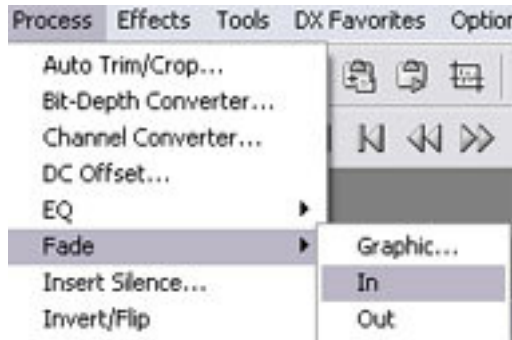 Process Effects Tools DX Favorites
Auto Trim/Crop...
Bit-Depth Converter...
Channel Converter...
DC Offset...
EQ
Fade
Graphic...
Insert Silence...
In
Invert/Flip
Out